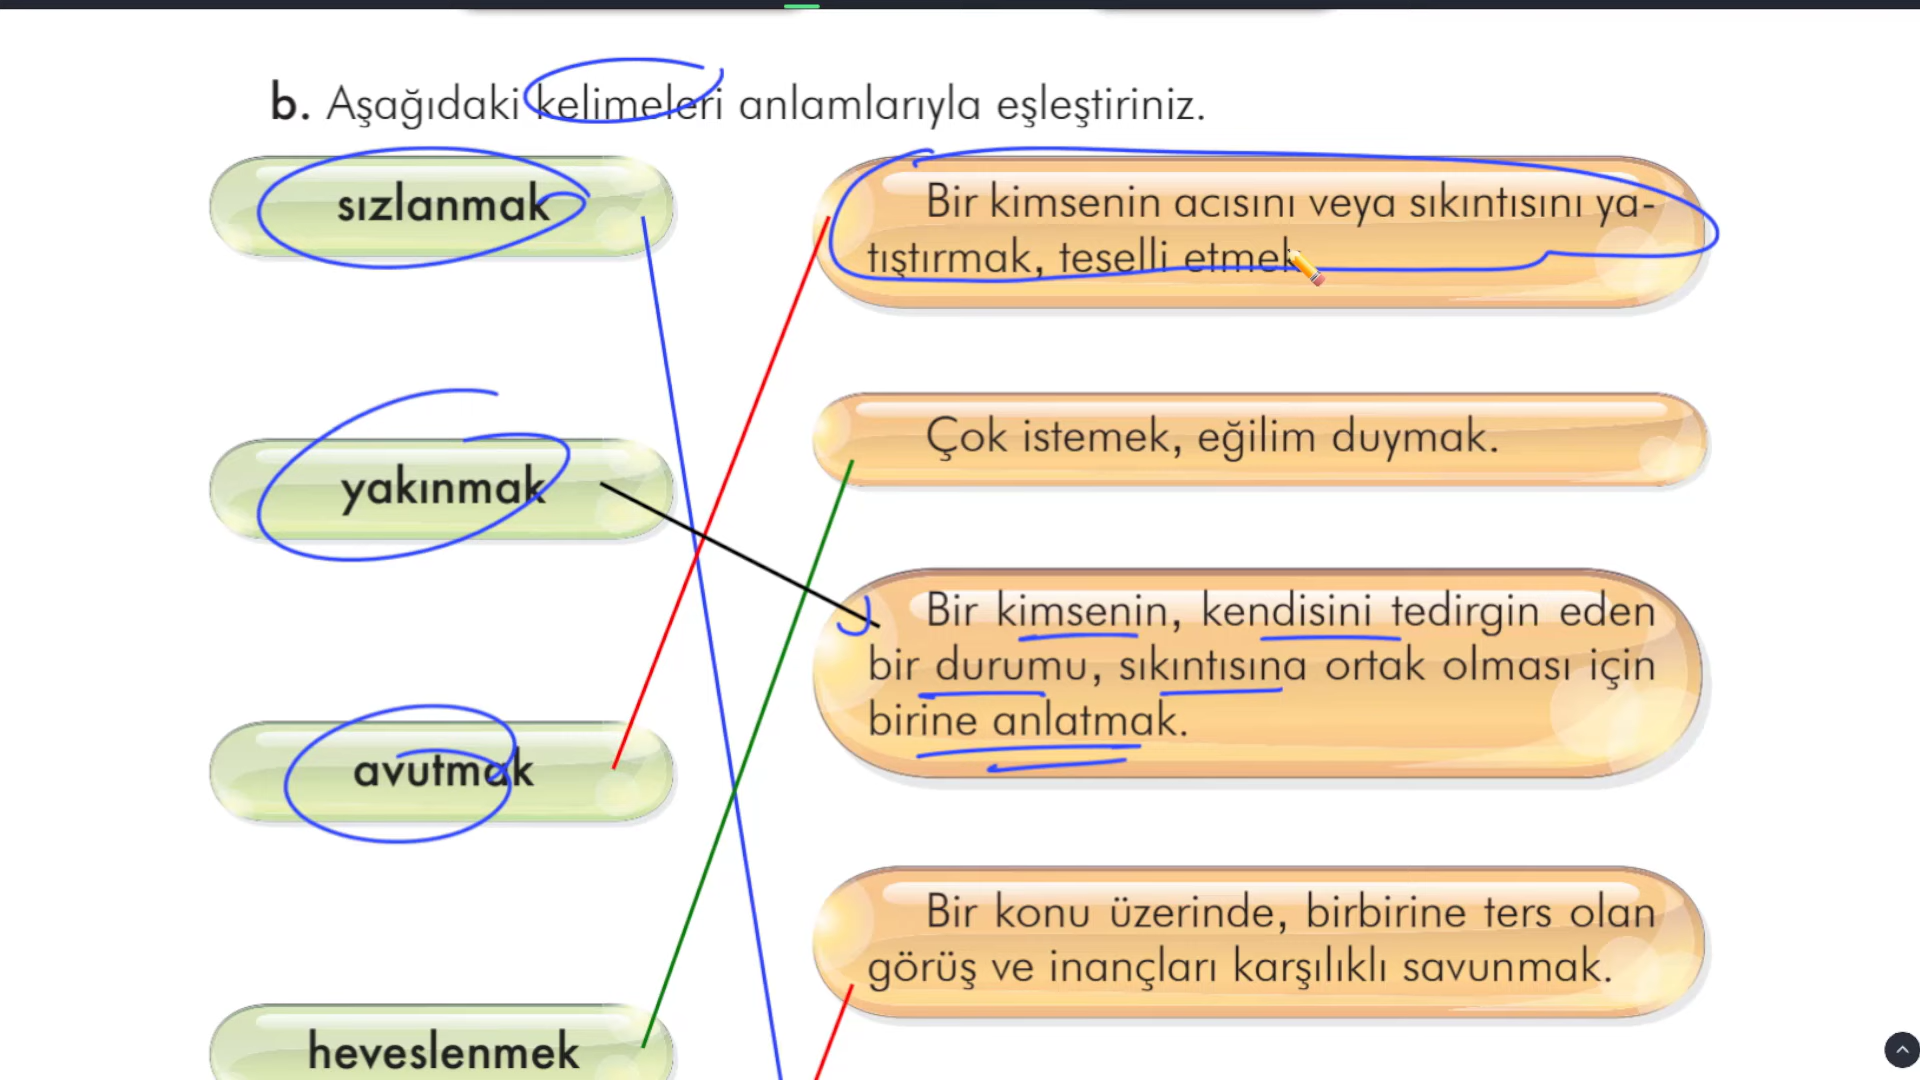 b. Aşağıdaki kelimeleri anlamlarıyla eşleştiriniz.
sızlanmak
Bir kimsenin acısını veya sıkıntısını ya-
tıştırmak, teselli etmek
Çok istemek, eğilim duymak.
yakınmak
Bir kimsenin, kendisini tedirgin eden
bir durumu, sıkıntısına ortak olması için
birine anlatmak.
avutmak
Bir konu üzerinde, birbirine ters olan
görüş ve inançları karşılıklı savunmak.
heveslenmek